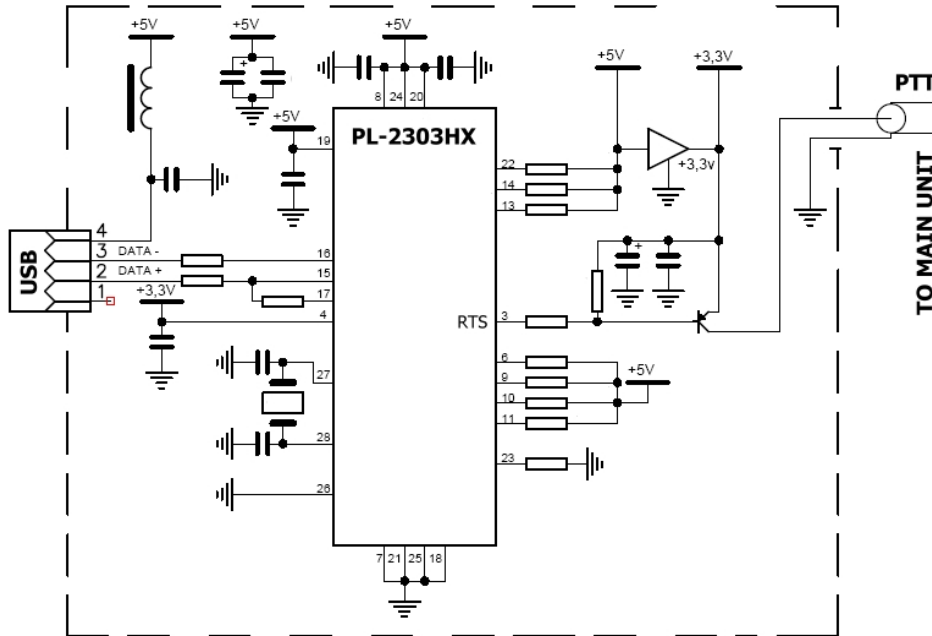 +5V
+5V
+5V
+5V
+3,3V
PTT
8
24
20
+5V
19
PL-2303HX
22
+3,3v
14
13
TO MAIN UNIT
USB
4
3
DATA -
16
2
DATA +
15
1
+3,3V
17
4
RTS
3
6
27
9
+5V
10
11
28
23
26
7
21
25
18